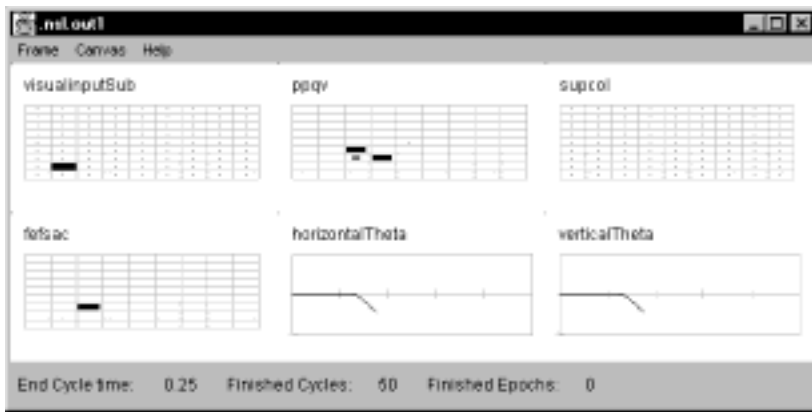 .nsl.out1
Frame Canvas Help
visualinputSub ppqv supcol
fefsac horizontalTheta verticalTheta
End Cycle time: 0.25 Finished Cycles: 50 Finished Epochs: 0